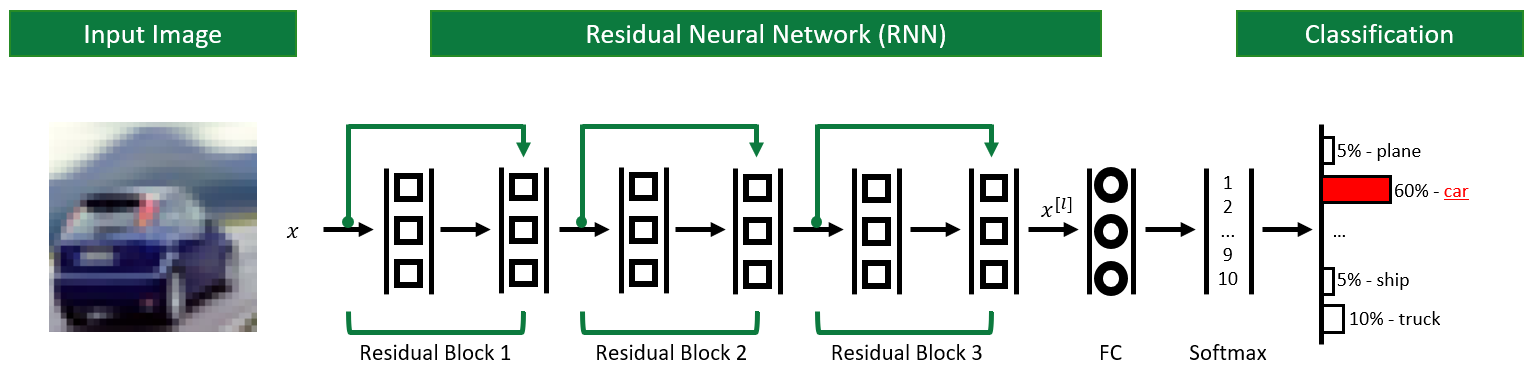 Input Image
Residual Neural Network (RNN)
Classification
x
x[l]
1
2
...
9
10
5% - plane
60% - car
...
5% - ship
10% - truck
Residual Block 1
Residual Block 2
Residual Block 3
FC
Softmax